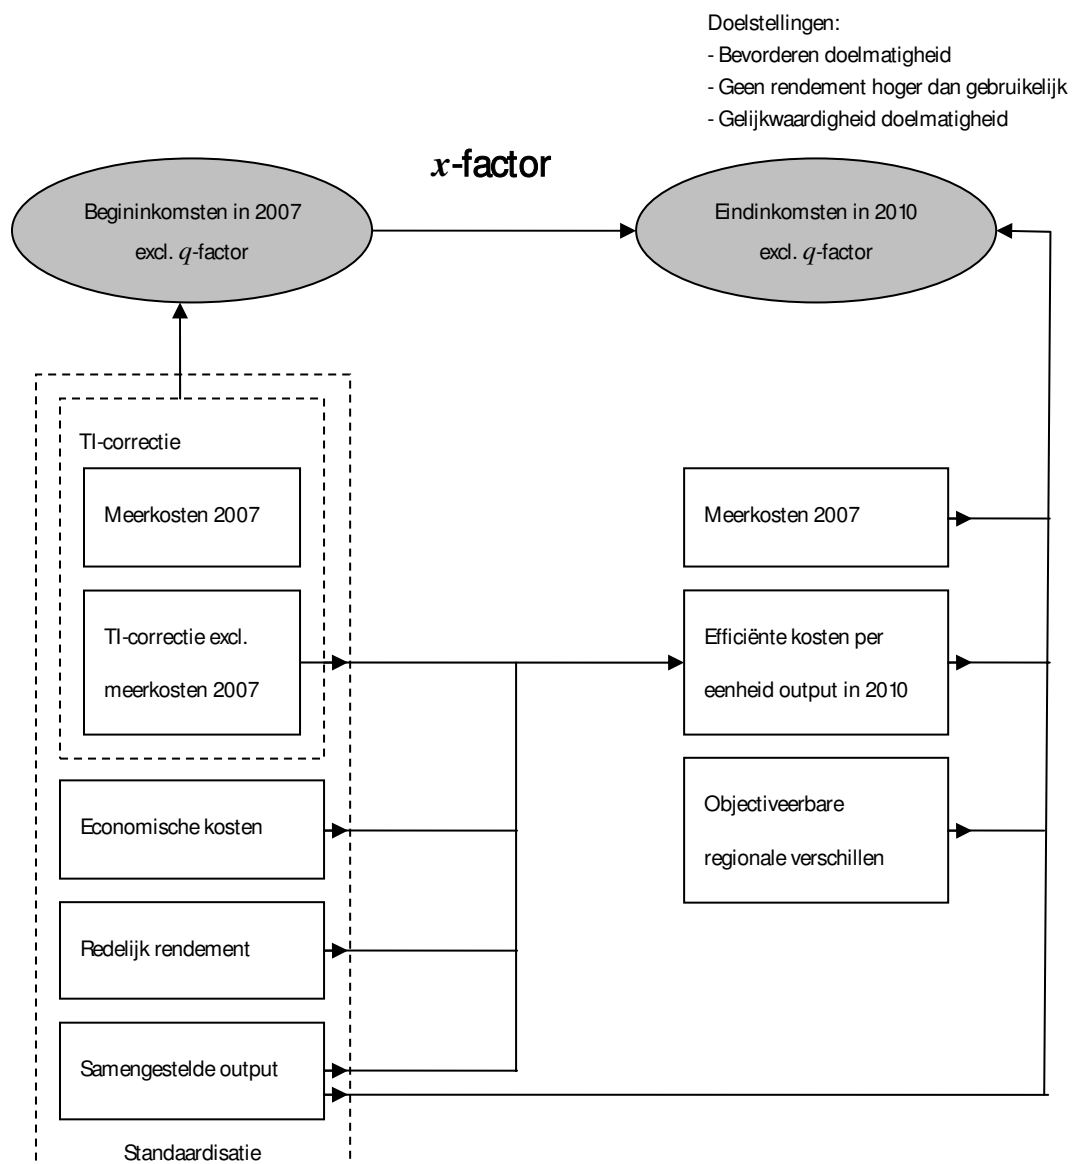 Doelstellingen:
- Bevorderen doelmatigheid
- Geen rendement hoger dan gebruikelijk
- Gelijkwaardigheid doelmatigheid
x-factor
Begininkomsten in 2007
excl. q-factor
Eindinkomsten in 2010
excl. q-factor
TI-correctie
Meerkosten 2007
Meerkosten 2007
TI-correctie excl.
meerkosten 2007
Efficiënte kosten per
eenheid output in 2010
Economische kosten
Objectiveerbare
regionale verschillen
Redelijk rendement
Samengestelde output
Standaardisatie